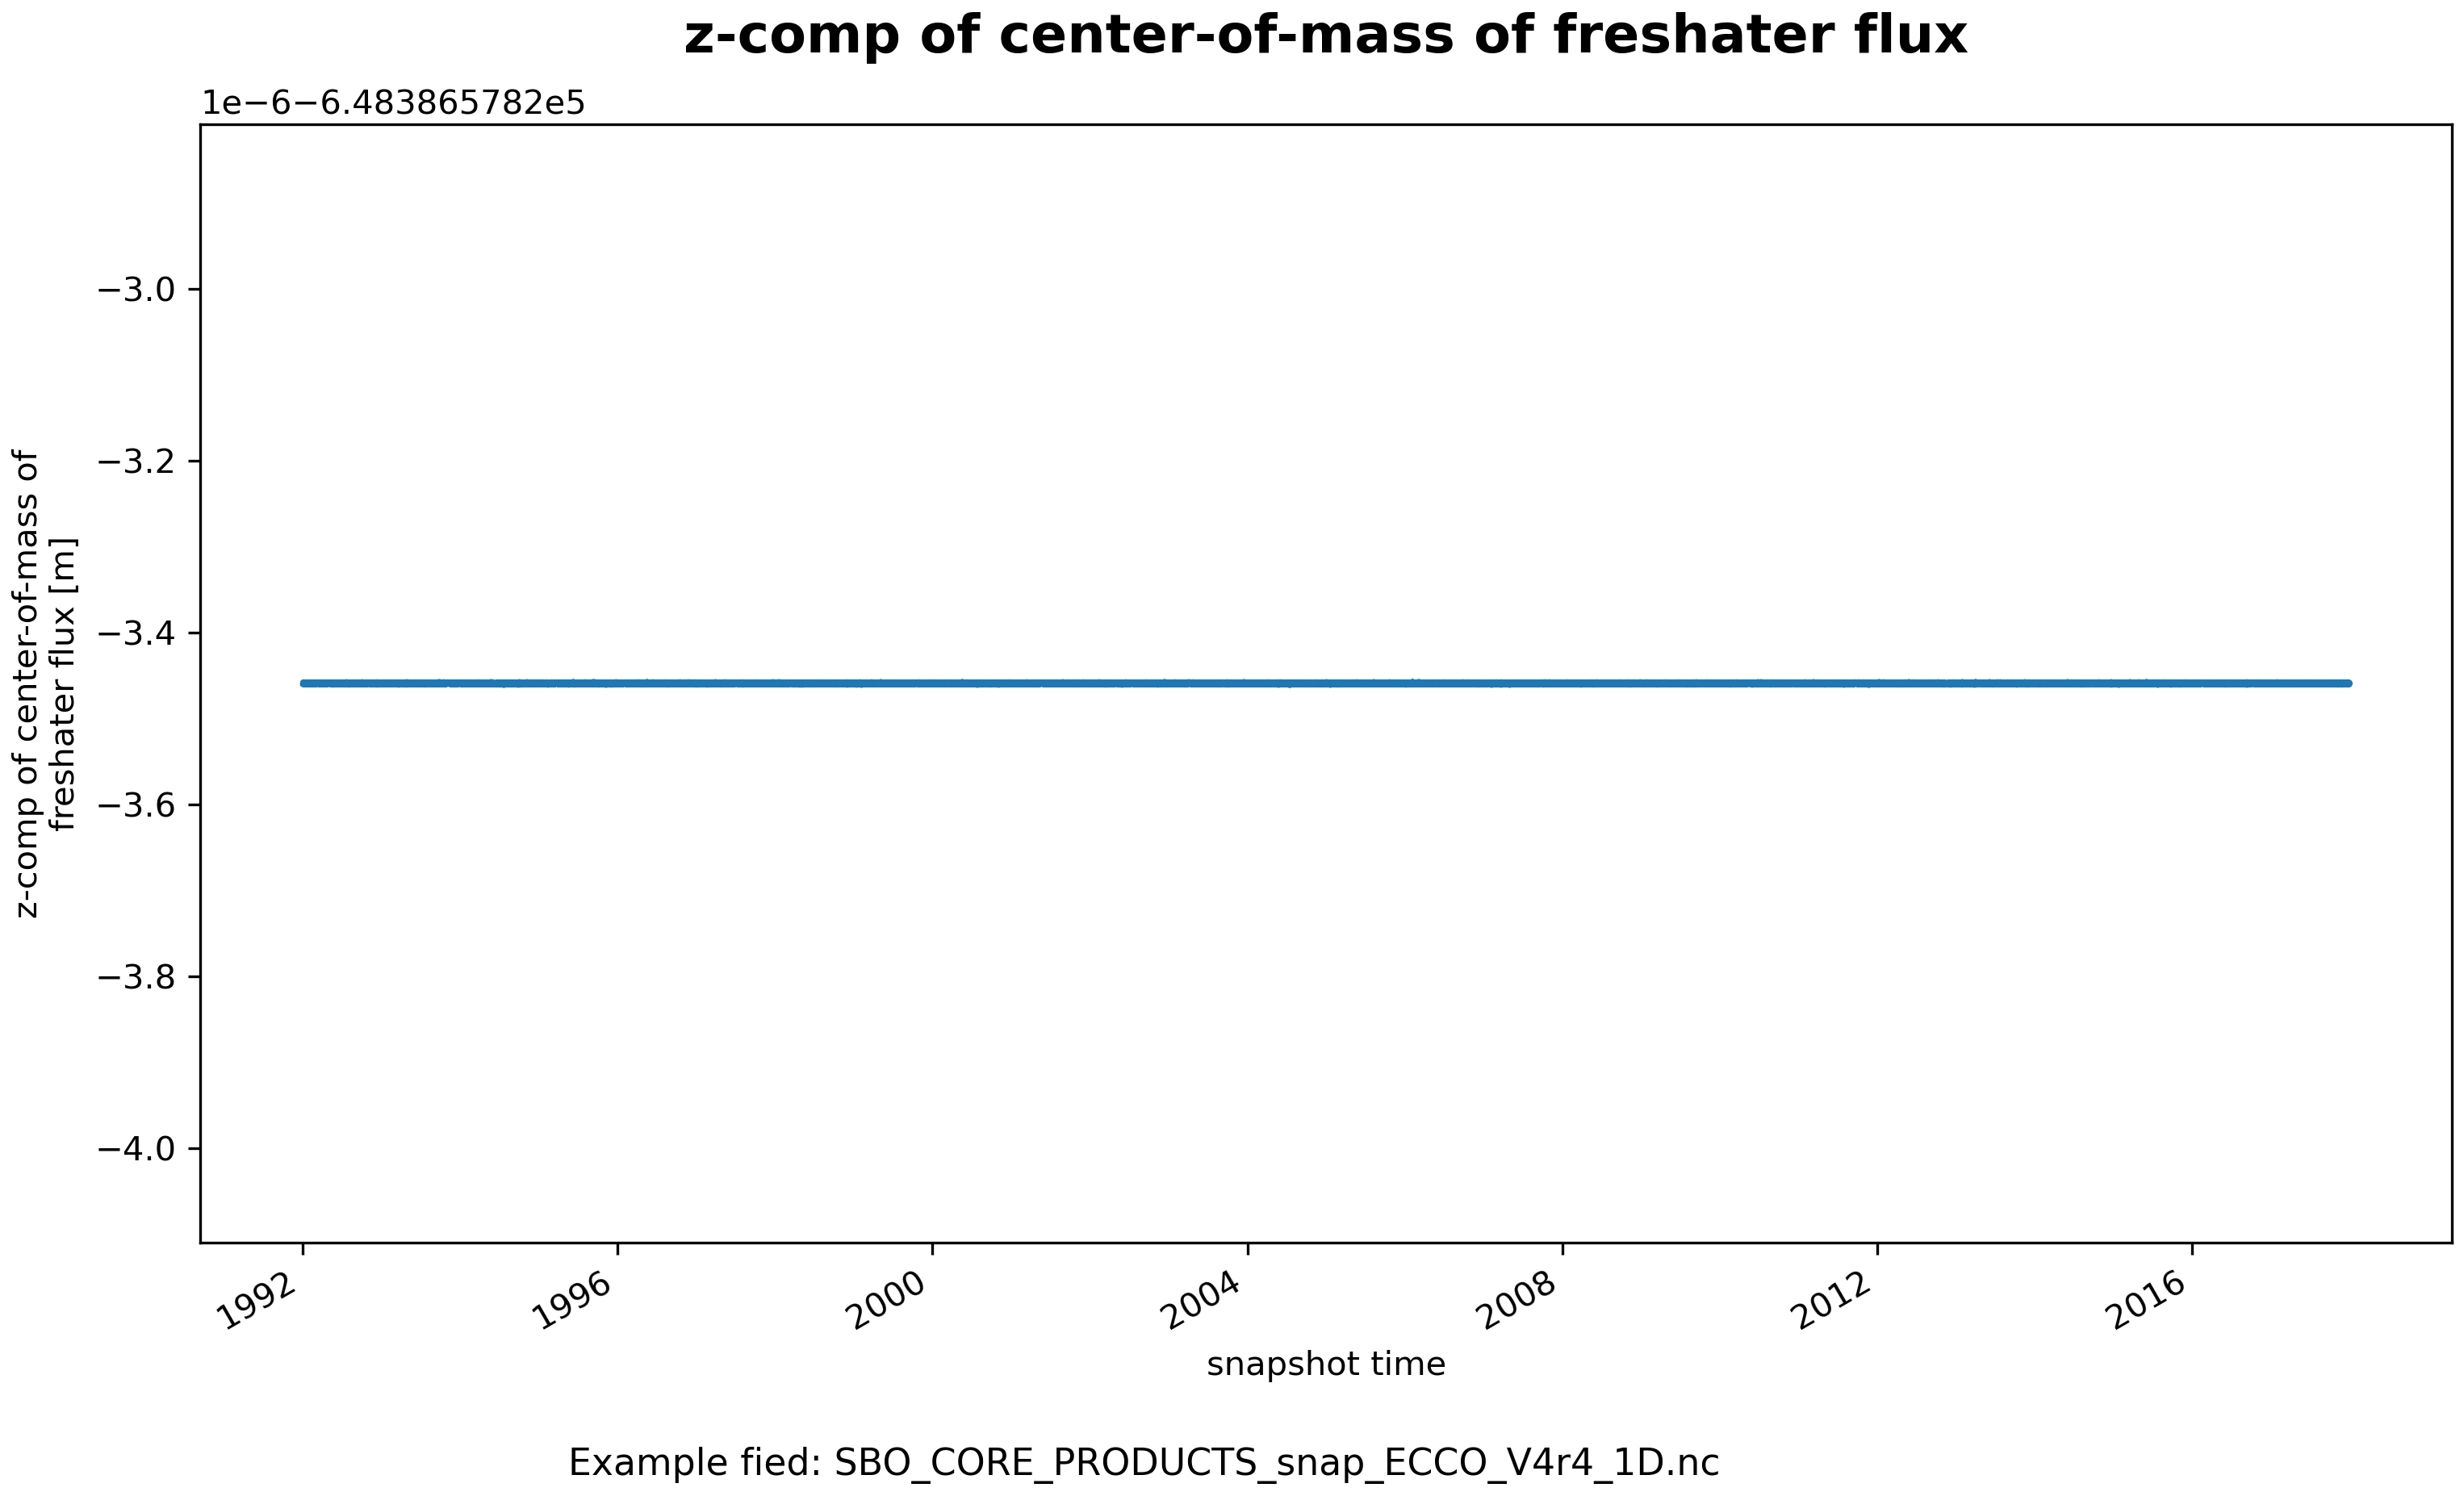 z-comp of center-of-mass of freshater flux
1e−6−6.483865782e5
−3.0
−3.2
−3.4
−3.6
−3.8
−4.0
z-comp of center-of-mass of
freshater flux [m]
1992
1996
2000
2004
2008
2012
2016
snapshot time
Example fied: SBO_CORE_PRODUCTS_snap_ECCO_V4r4_1D.nc